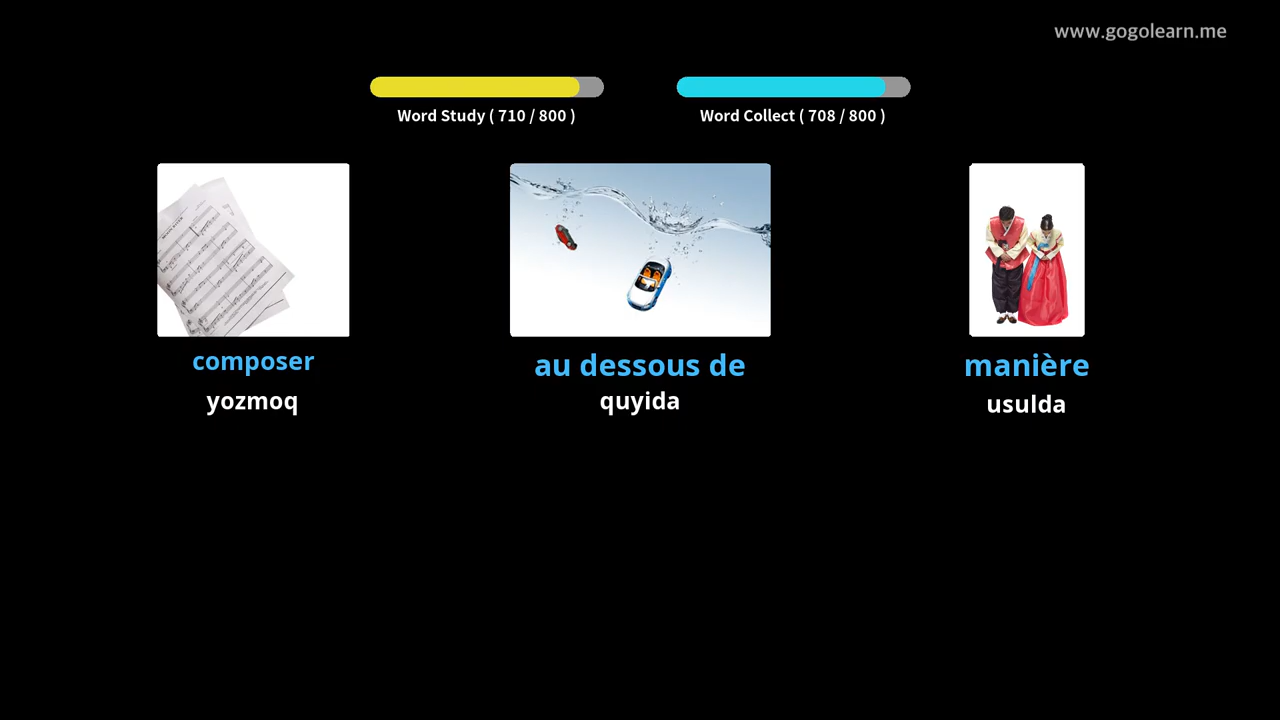 www.gogolearn.me
Word Study ( 710 / 800 )
Word Collect ( 708 / 800 )
composer
yozmoq
au dessous de
quyida
manière
usulda